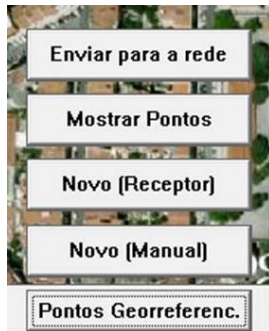 Enviar para a rede
Mostrar Pontos
Novo (Receptor)
Novo (Manual)
Pontos Georreferenc.